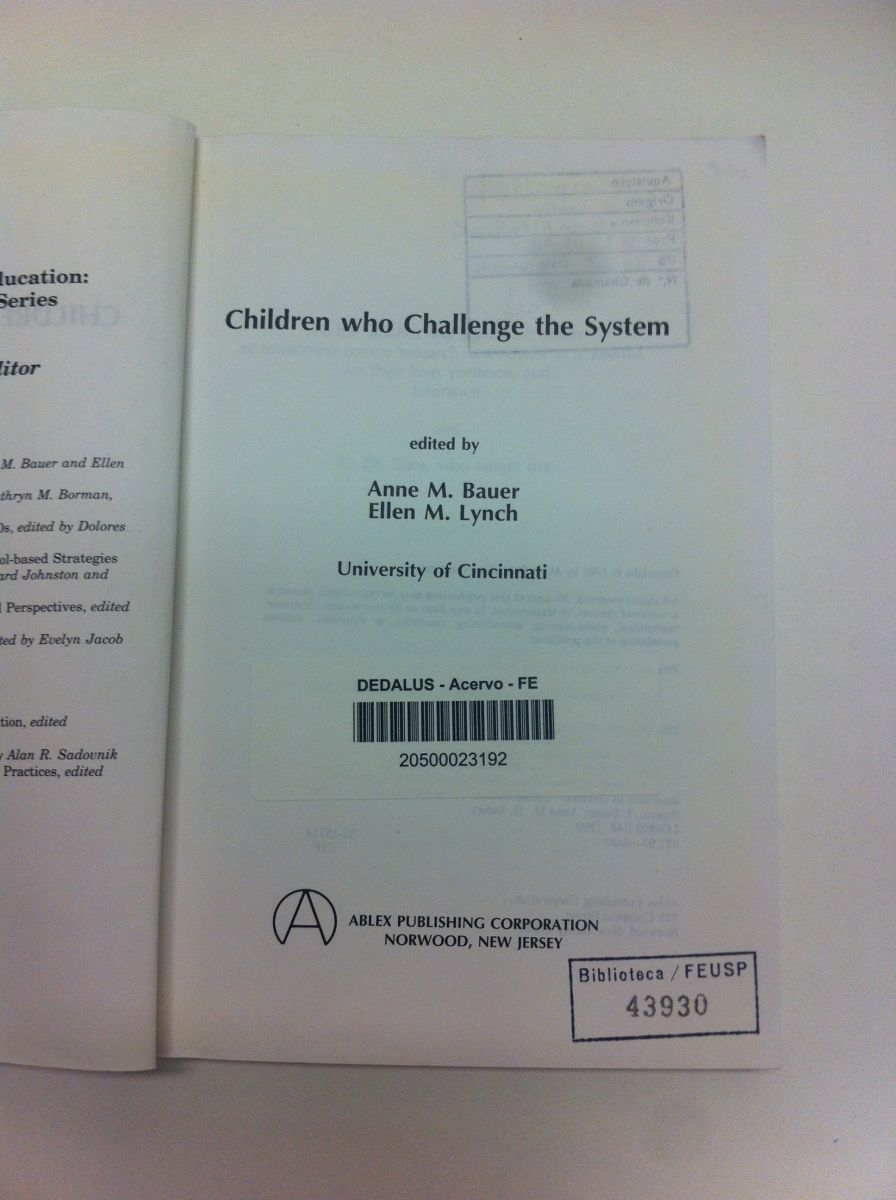 ducation:
Series
ditor
M. Bauer and Ellen
thryn M. Borman,
0s, edited by Dolores
ol-based Strategies
ard Johnston and
Perspectives, edited
ted by Evelyn Jacob
tion, edited
y Alan R. Sadovnik
Practices, edited
Aquisição
Origem
N.º de Chamada
Children who Challenge the System
edited by
Anne M. Bauer
Ellen M. Lynch
University of Cincinnati
DEDALUS - Acervo - FE
20500023192
ABLEX PUBLISHING CORPORATION
NORWOOD, NEW JERSEY
Biblioteca / FEUSP
43930